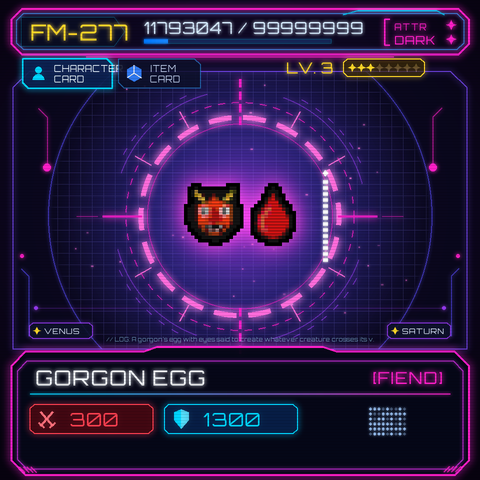 FM-277
11793047 / 99999999
ATTR
DARK
CHARACTER
CARD
ITEM
CARD
LV. 3
VENUS
SATURN
// LOG: A gorgon's egg with eyes said to create whatever creature crosses its v
GORGON EGG
[FIEND]
300
1300